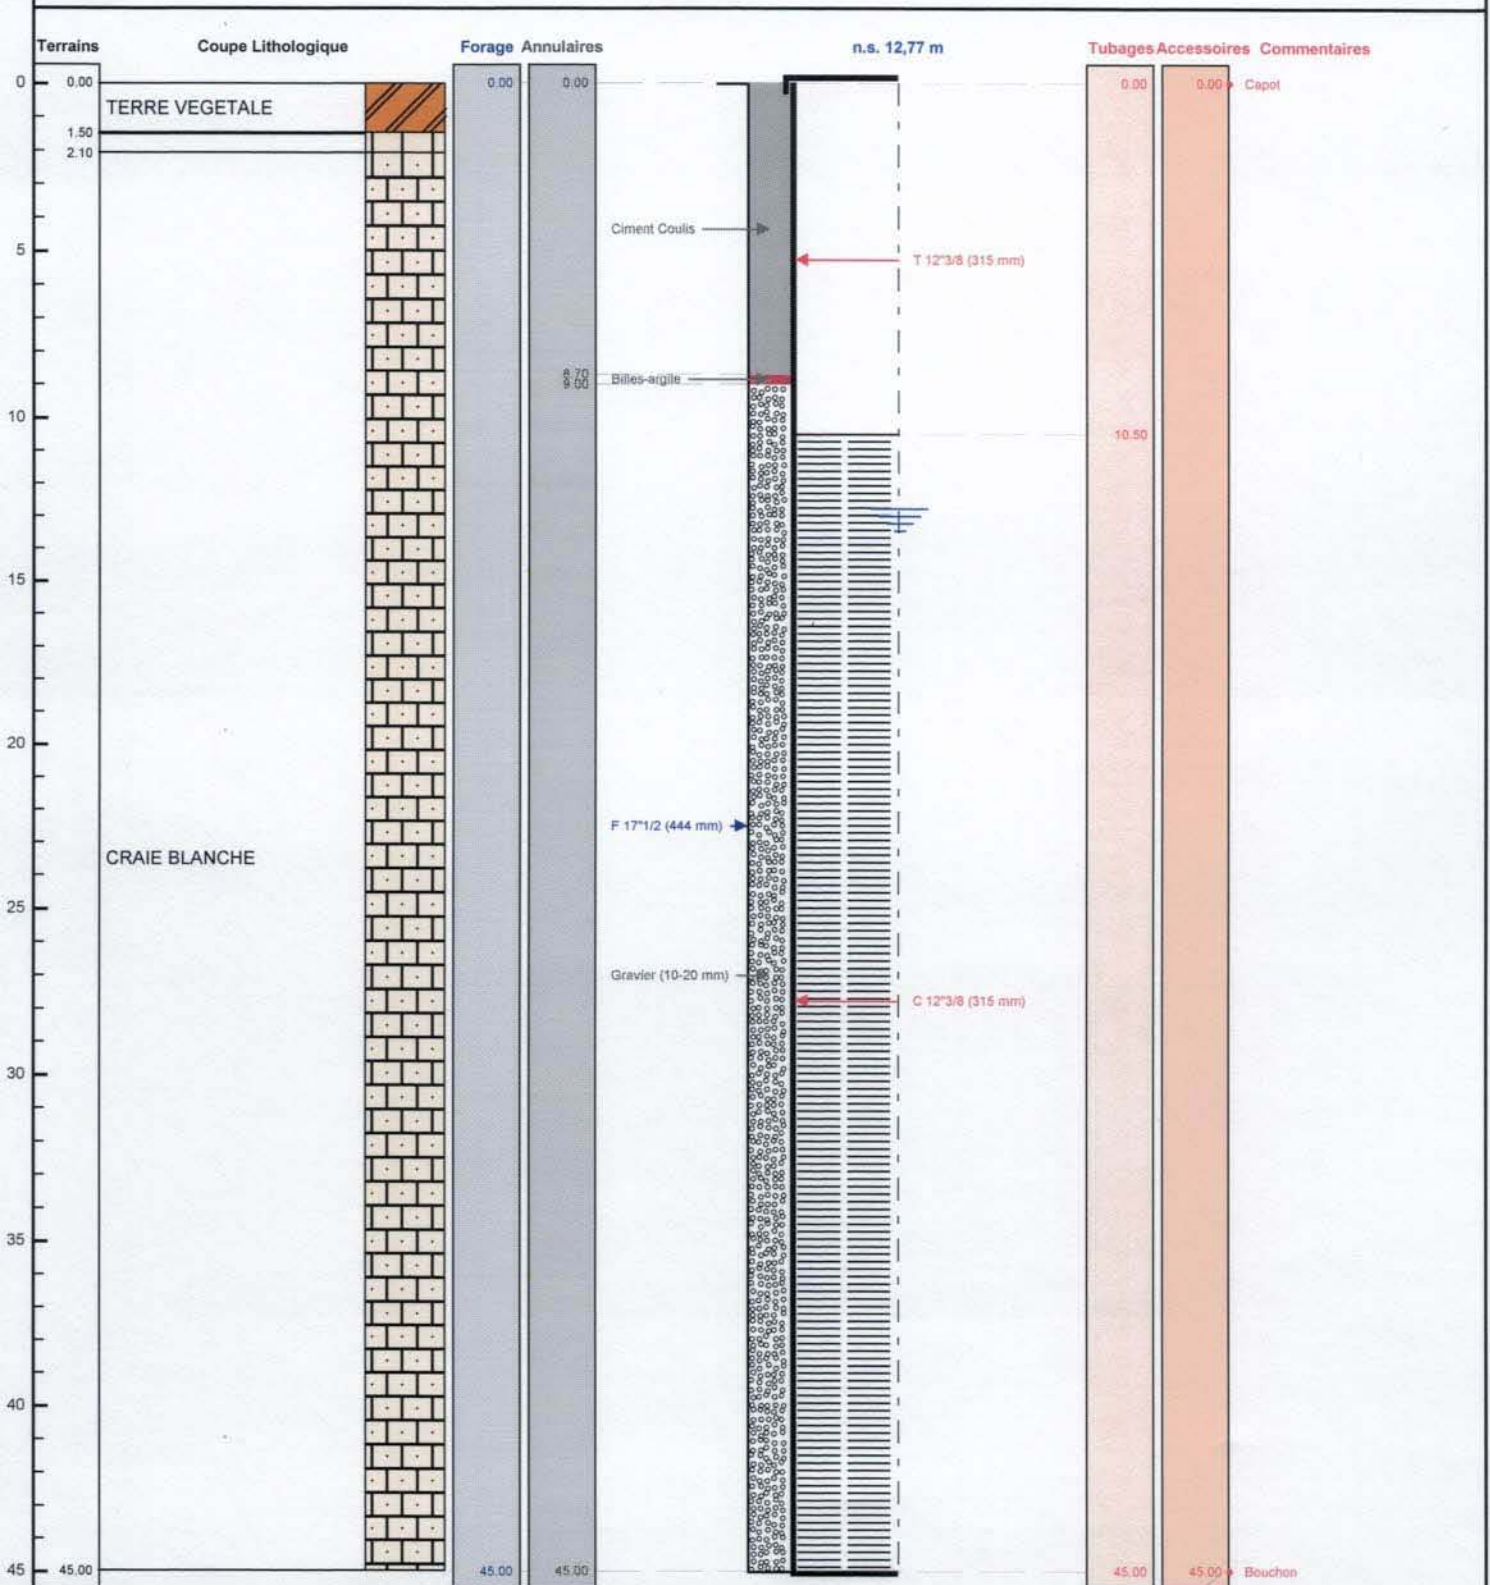 Terrains Coupe Lithologique Forage Annulaires n.s. 12,77 m Tubages Accessoires Commentaires
0 0.00 0.00 0.00 0.00 0.00 Capot
TERRE VEGETALE
1.50
2.10
Ciment Coulis
5
T 12"3/8 (315 mm)
8.70
Billes-argile
9.00
10
10.50
15
20
F 17"1/2 (444 mm)
CRAIE BLANCHE
25
Gravier (10-20 mm)
C 12"3/8 (315 mm)
30
35
40
45 45.00 45.00 45.00 45.00 45.00 Bouchon